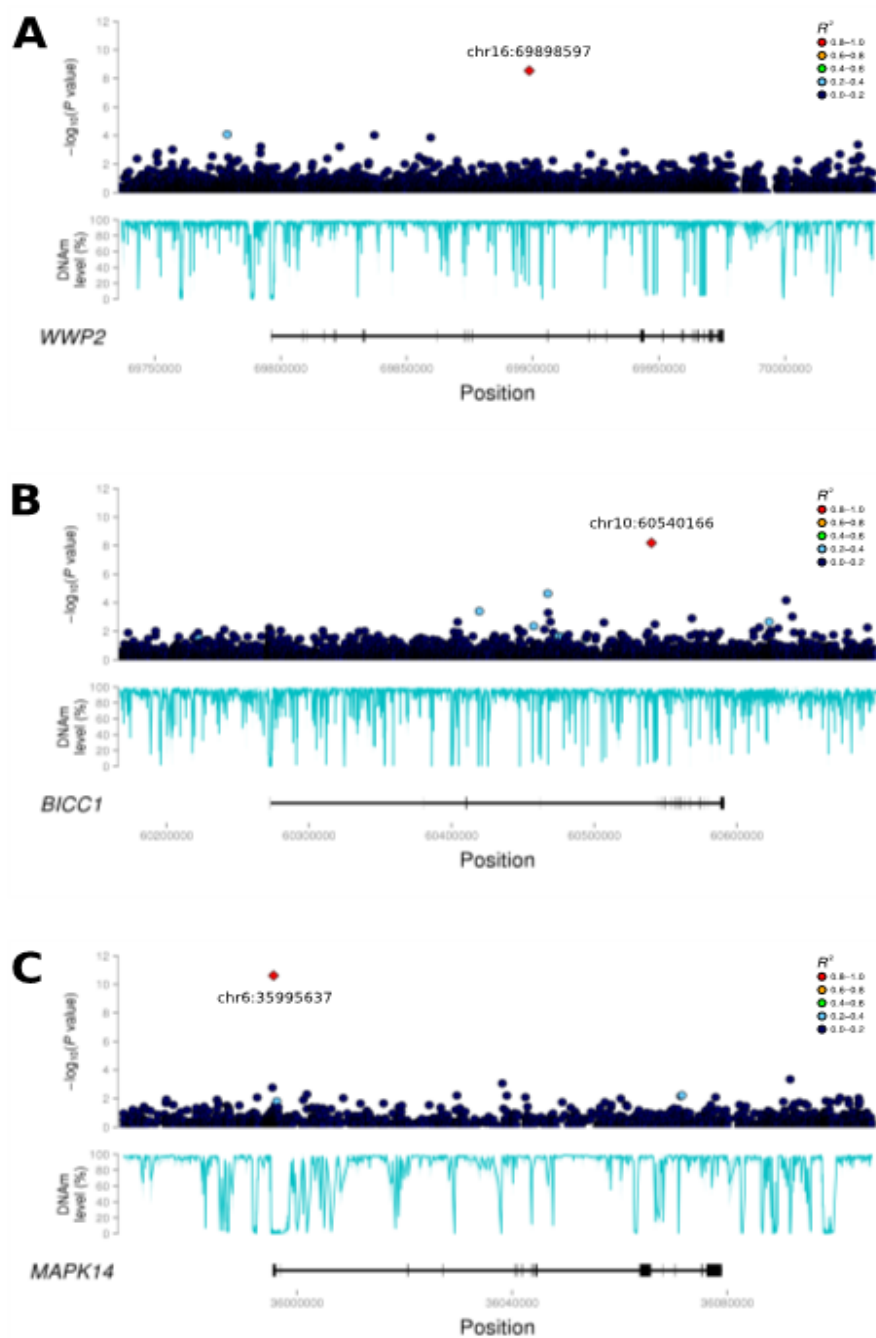 A
chr16:69898597
R²
0.8–1.0
0.6–0.8
0.4–0.6
0.2–0.4
0.0–0.2
−log₁₀(P value)
12
10
8
6
4
2
0
DNAm
level (%)
100
80
60
40
20
0
WWP2
69750000
69800000
69850000
69900000
69950000
70000000
Position
B
chr10:60540166
R²
0.8–1.0
0.6–0.8
0.4–0.6
0.2–0.4
0.0–0.2
−log₁₀(P value)
12
10
8
6
4
2
0
DNAm
level (%)
100
80
60
40
20
0
BICC1
60200000
60300000
60400000
60500000
60600000
Position
C
chr6:35995637
R²
0.8–1.0
0.6–0.8
0.4–0.6
0.2–0.4
0.0–0.2
−log₁₀(P value)
12
10
8
6
4
2
0
DNAm
level (%)
100
80
60
40
20
0
MAPK14
36000000
36040000
36080000
Position